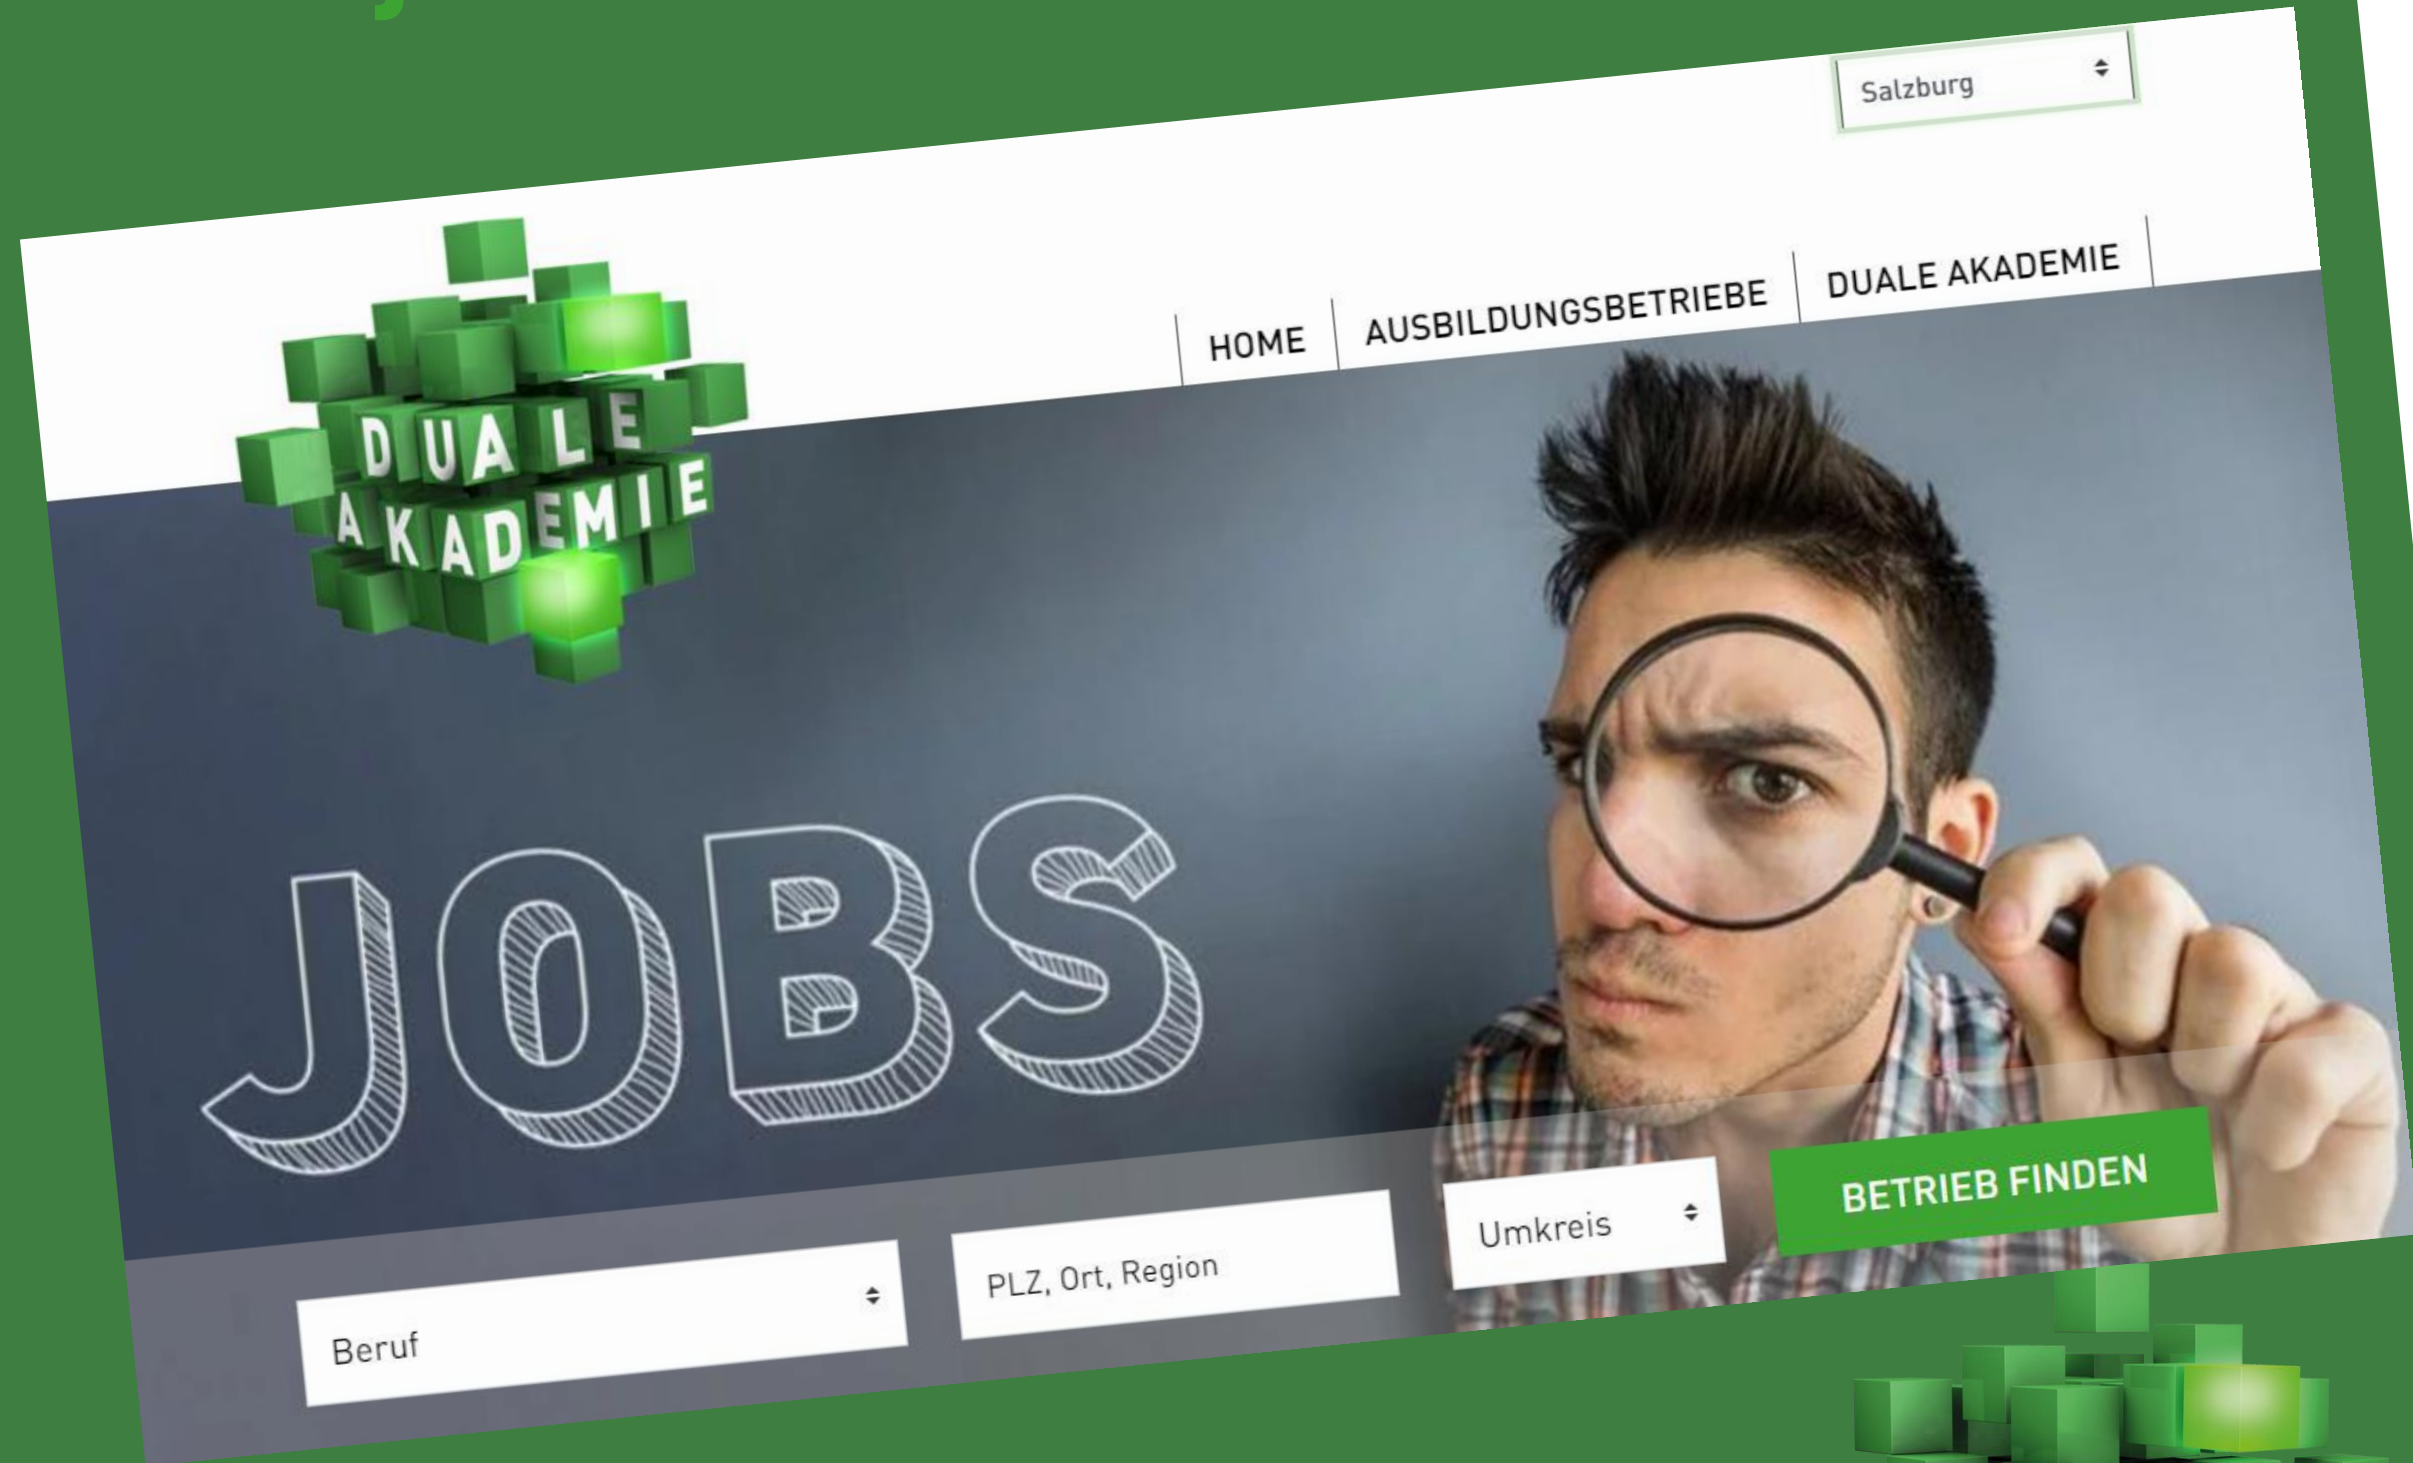 Salzburg
HOME
AUSBILDUNGSBETRIEBE
DUALE AKADEMIE
DUALE
AKADEMIE
JOBS
Beruf
PLZ, Ort, Region
Umkreis
BETRIEB FINDEN